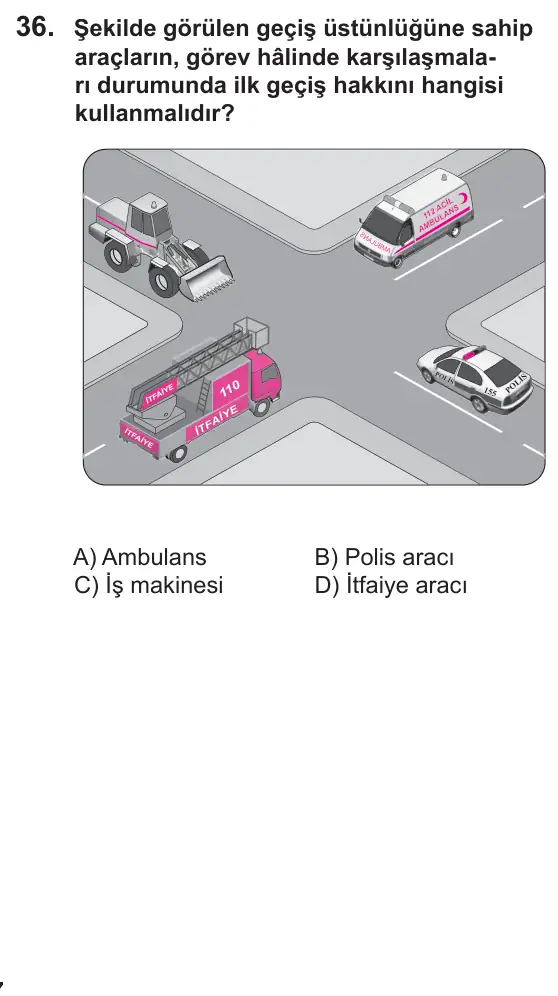 36. Şekilde görülen geçiş üstünlüğüne sahip
araçların, görev hâlinde karşılaşmala-
rı durumunda ilk geçiş hakkını hangisi
kullanmalıdır?
112 ACİL
AMBULANS
AMBULANS
POLİS
155
POLİS
İTFAİYE
110
İTFAİYE
İTFAİYE
A) Ambulans
B) Polis aracı
C) İş makinesi
D) İtfaiye aracı